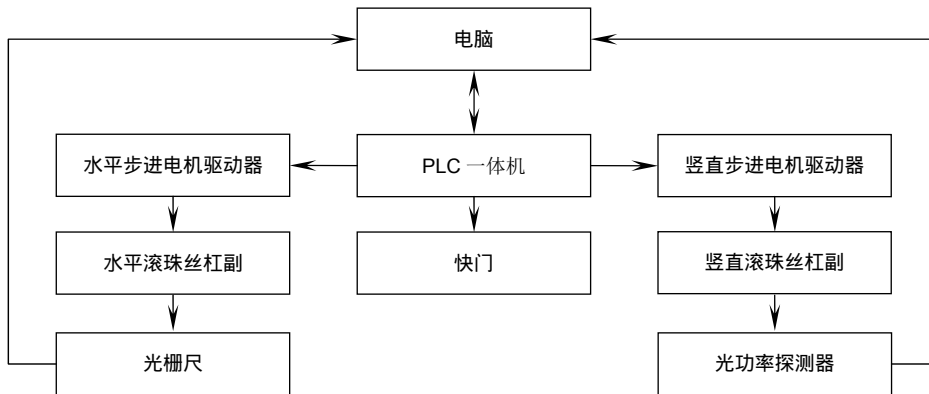 电脑
水平步进电机驱动器
PLC 一体机
竖直步进电机驱动器
水平滚珠丝杠副
快门
竖直滚珠丝杠副
光栅尺
光功率探测器